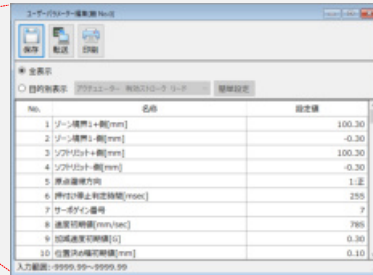 ユーザーパラメーター編集[軸 No.0]
保存 転送 印刷
全表示
目的別表示 アクチュエーター 有効ストローク リード 簡単設定
No. 名称 設定値
1 ゾーン境界1+側[mm] 100.30
2 ゾーン境界1-側[mm] -0.30
3 ソフトリミット+側[mm] 100.30
4 ソフトリミット-側[mm] -0.30
5 原点復帰方向 1:正
6 押付け停止判定時間[msec] 255
7 サーボゲイン番号 7
8 速度初期値[mm/sec] 785
9 加減速度初期値[G] 0.30
10 位置決め幅初期値[mm] 0.10
入力範囲:-9999.99～9999.99